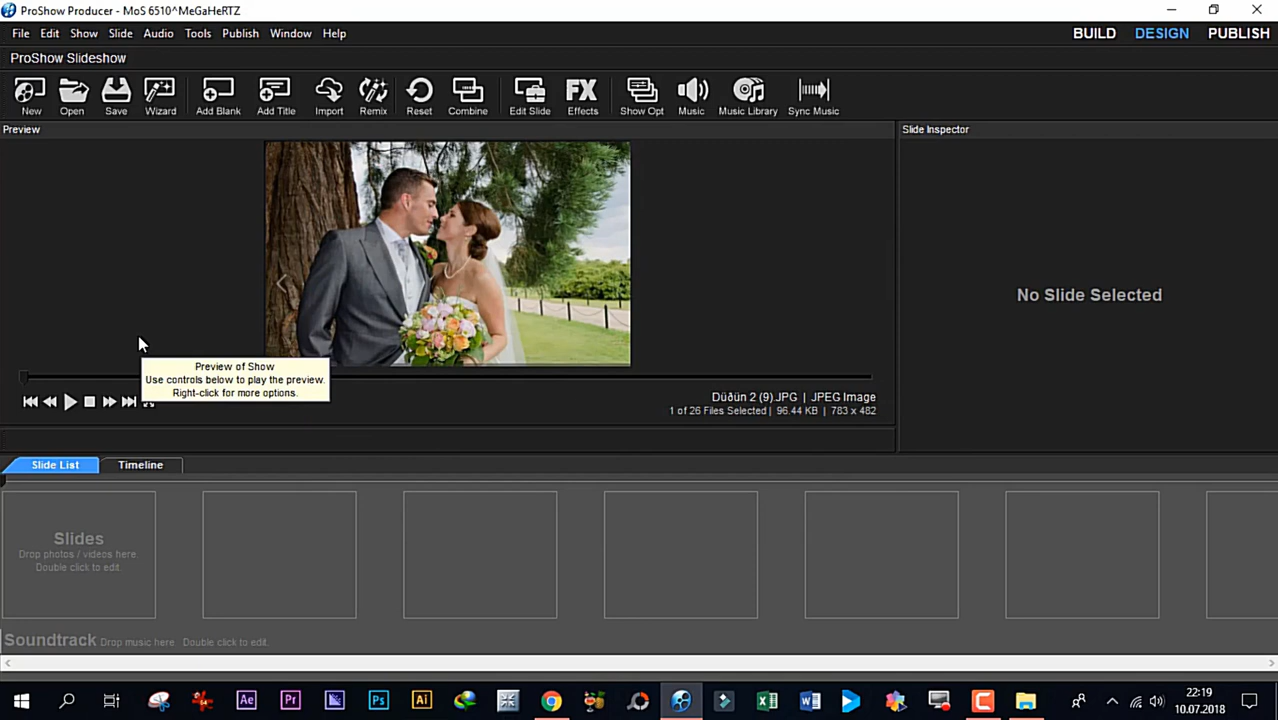 ProShow Producer - MoS 6510^MeGaHeRTZ
File Edit Show Slide Audio Tools Publish Window Help
BUILD DESIGN PUBLISH
ProShow Slideshow
New Open Save Wizard Add Blank Add Title Import Remix Reset Combine Edit Slide FX Effects Show Opt Music Music Library Sync Music
Preview
Slide Inspector
No Slide Selected
Preview of Show
Use controls below to play the preview.
Right-click for more options.
Düðün 2 (9).JPG | JPEG Image
1 of 26 Files Selected | 96.44 KB | 783 x 482
Slide List Timeline
Slides
Drop photos / videos here.
Double click to edit.
Soundtrack Drop music here. Double click to edit.
Ae Pr Ps Ai
22:19
10.07.2018